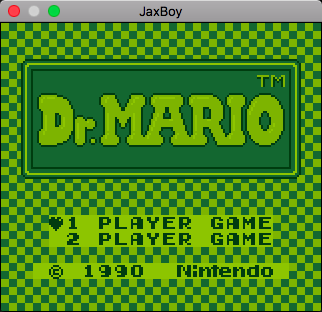 JaxBoy
TM
Dr. MARIO
♥1 PLAYER GAME
2 PLAYER GAME
© 1990 Nintendo